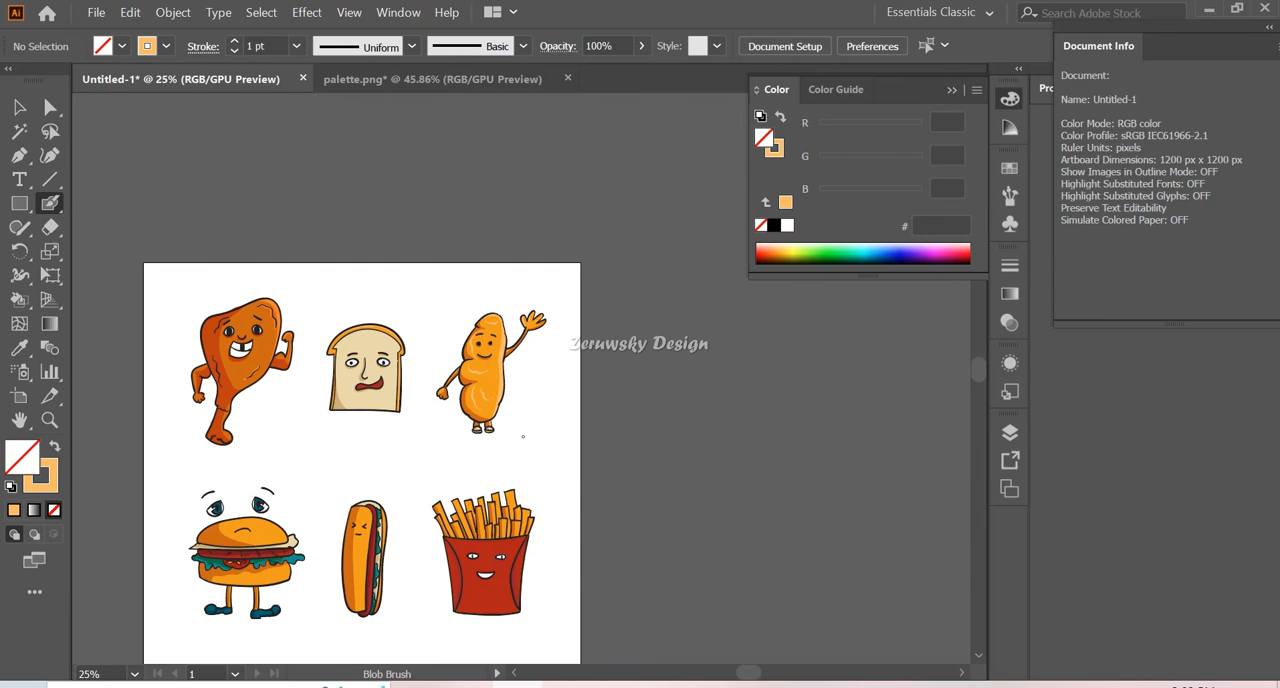 Ai File Edit Object Type Select Effect View Window Help Essentials Classic Search Adobe Stock
No Selection Stroke: 1 pt Uniform Basic Opacity: 100% Style: Document Setup Preferences
Untitled-1* @ 25% (RGB/GPU Preview) × palette.png* @ 45.86% (RGB/GPU Preview) ×
Color Color Guide
R
G
B
#
Document Info
Document:
Name: Untitled-1
Color Mode: RGB color
Color Profile: sRGB IEC61966-2.1
Ruler Units: pixels
Artboard Dimensions: 1200 px x 1200 px
Show Images in Outline Mode: OFF
Highlight Substituted Fonts: OFF
Highlight Substituted Glyphs: OFF
Preserve Text Editability
Simulate Colored Paper: OFF
Zeruwsky Design
25% 1 Blob Brush